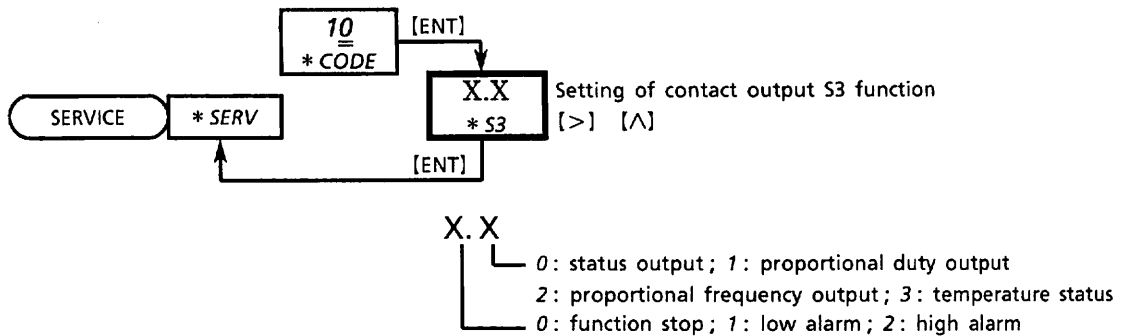 10 [ENT]
* CODE
X.X Setting of contact output S3 function
* S3 [>] [∧]
SERVICE * SERV
[ENT]
X. X
0: status output; 1: proportional duty output
2: proportional frequency output; 3: temperature status
0: function stop; 1: low alarm; 2: high alarm